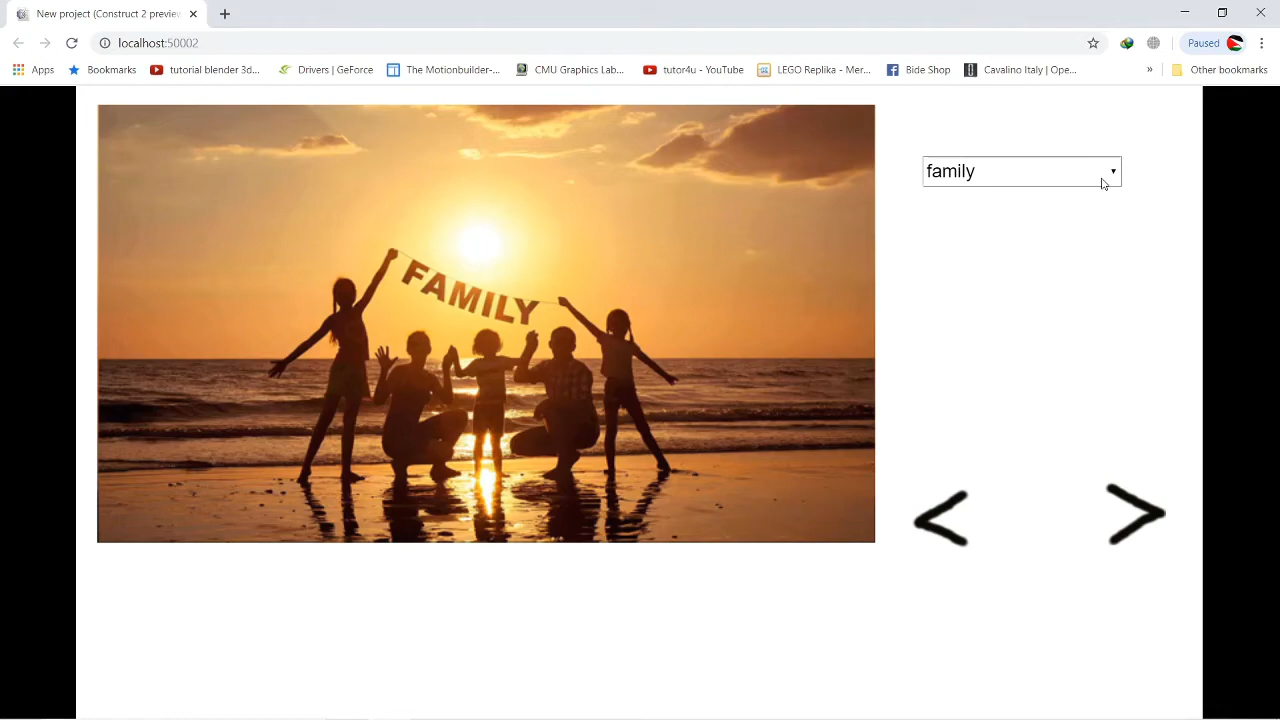 New project (Construct 2 preview
localhost:50002
Paused
Apps
Bookmarks
tutorial blender 3d...
Drivers | GeForce
The Motionbuilder-...
CMU Graphics Lab...
tutor4u - YouTube
LEGO Replika - Mer...
Bide Shop
Cavalino Italy | Ope...
»
Other bookmarks
family
FAMILY
<
>